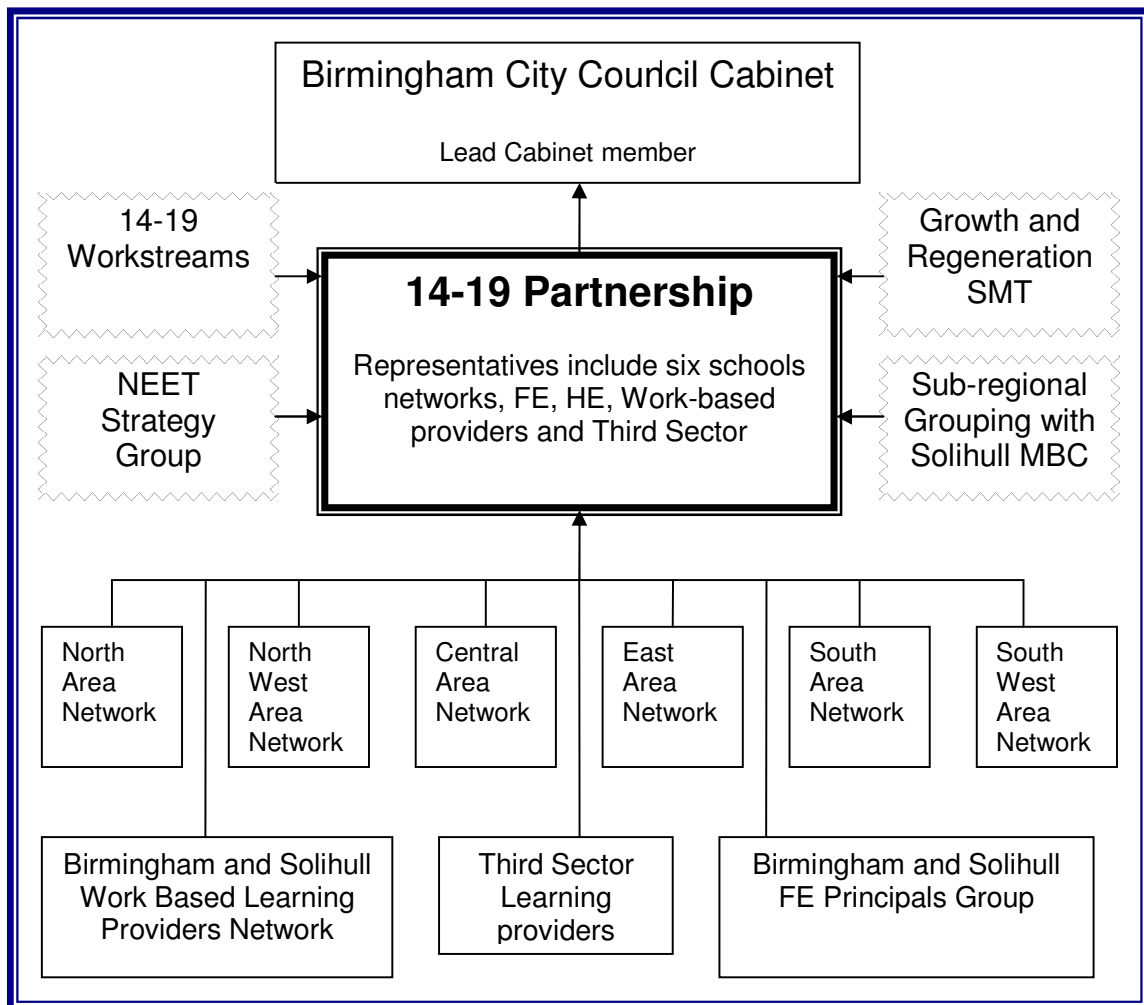 Birmingham City Council Cabinet
Lead Cabinet member
14-19
Workstreams
Growth and
Regeneration
SMT
14-19 Partnership
Representatives include six schools
networks, FE, HE, Work-based
providers and Third Sector
NEET
Strategy
Group
Sub-regional
Grouping with
Solihull MBC
North
Area
Network
North
West
Area
Network
Central
Area
Network
East
Area
Network
South
Area
Network
South
West
Area
Network
Birmingham and Solihull
Work Based Learning
Providers Network
Third Sector
Learning
providers
Birmingham and Solihull
FE Principals Group